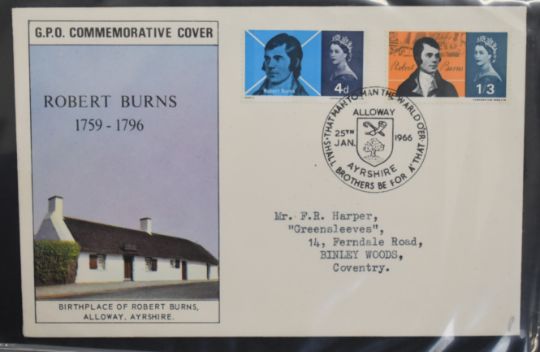 G.P.O. COMMEMORATIVE COVER
ROBERT BURNS
1759 - 1796
BIRTHPLACE OF ROBERT BURNS,
ALLOWAY, AYRSHIRE.
Robert Burns
4d
Robert Burns
1/3
SHALL BROTHERS BE FOR A' THAT · THAT MAN TO MAN THE WORLD O'ER
ALLOWAY
25TH JAN. 1966
AYRSHIRE
Mr. F.R. Harper,
"Greensleeves",
14, Ferndale Road,
BINLEY WOODS,
Coventry.